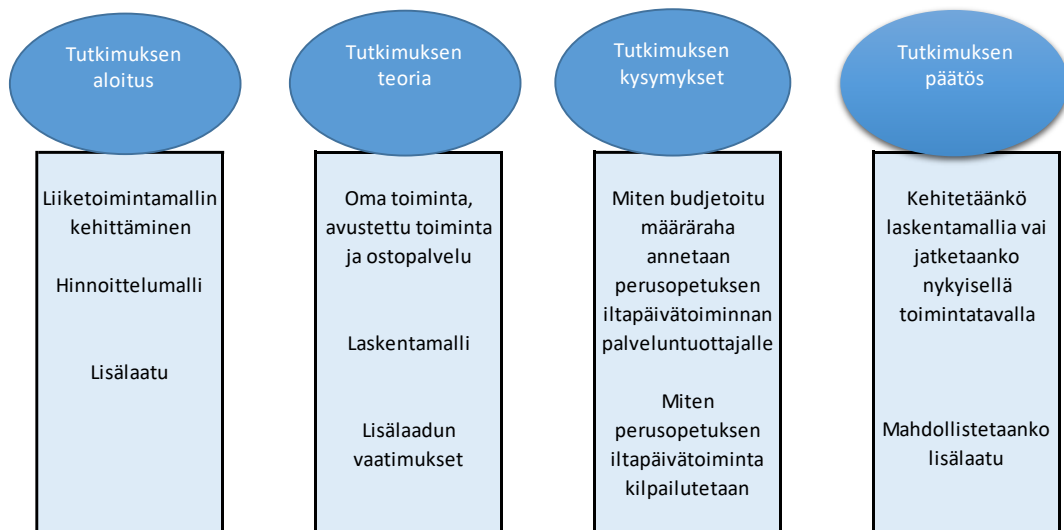 Tutkimuksen
aloitus
Liiketoimintamallin
kehittäminen
Hinnoittelumalli
Lisälaatu
Tutkimuksen
teoria
Oma toiminta,
avustettu toiminta
ja ostopalvelu
Laskentamalli
Lisälaadun
vaatimukset
Tutkimuksen
kysymykset
Miten budjetoitu
määräraha
annetaan
perusopetuksen
iltapäivätoiminnan
palveluntuottajalle
Miten
perusopetuksen
iltapäivätoiminta
kilpailutetaan
Tutkimuksen
päätös
Kehitetäänkö
laskentamallia vai
jatketaanko
nykyisellä
toimintatavalla
Mahdollistetaanko
lisälaatu